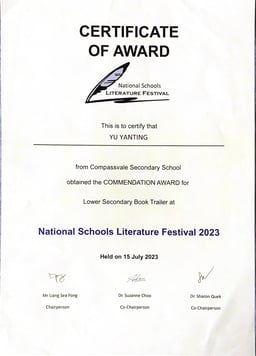 CERTIFICATE
OF AWARD
National Schools
LITERATURE FESTIVAL
This is to certify that
YU YANTING
from Compassvale Secondary School
obtained the COMMENDATION AWARD for
Lower Secondary Book Trailer at
National Schools Literature Festival 2023
Held on 15 July 2023
Mr Liang Sea Fong Dr. Suzanne Choo Dr. Sharon Quek
Chairperson Co-Chairperson Co-Chairperson